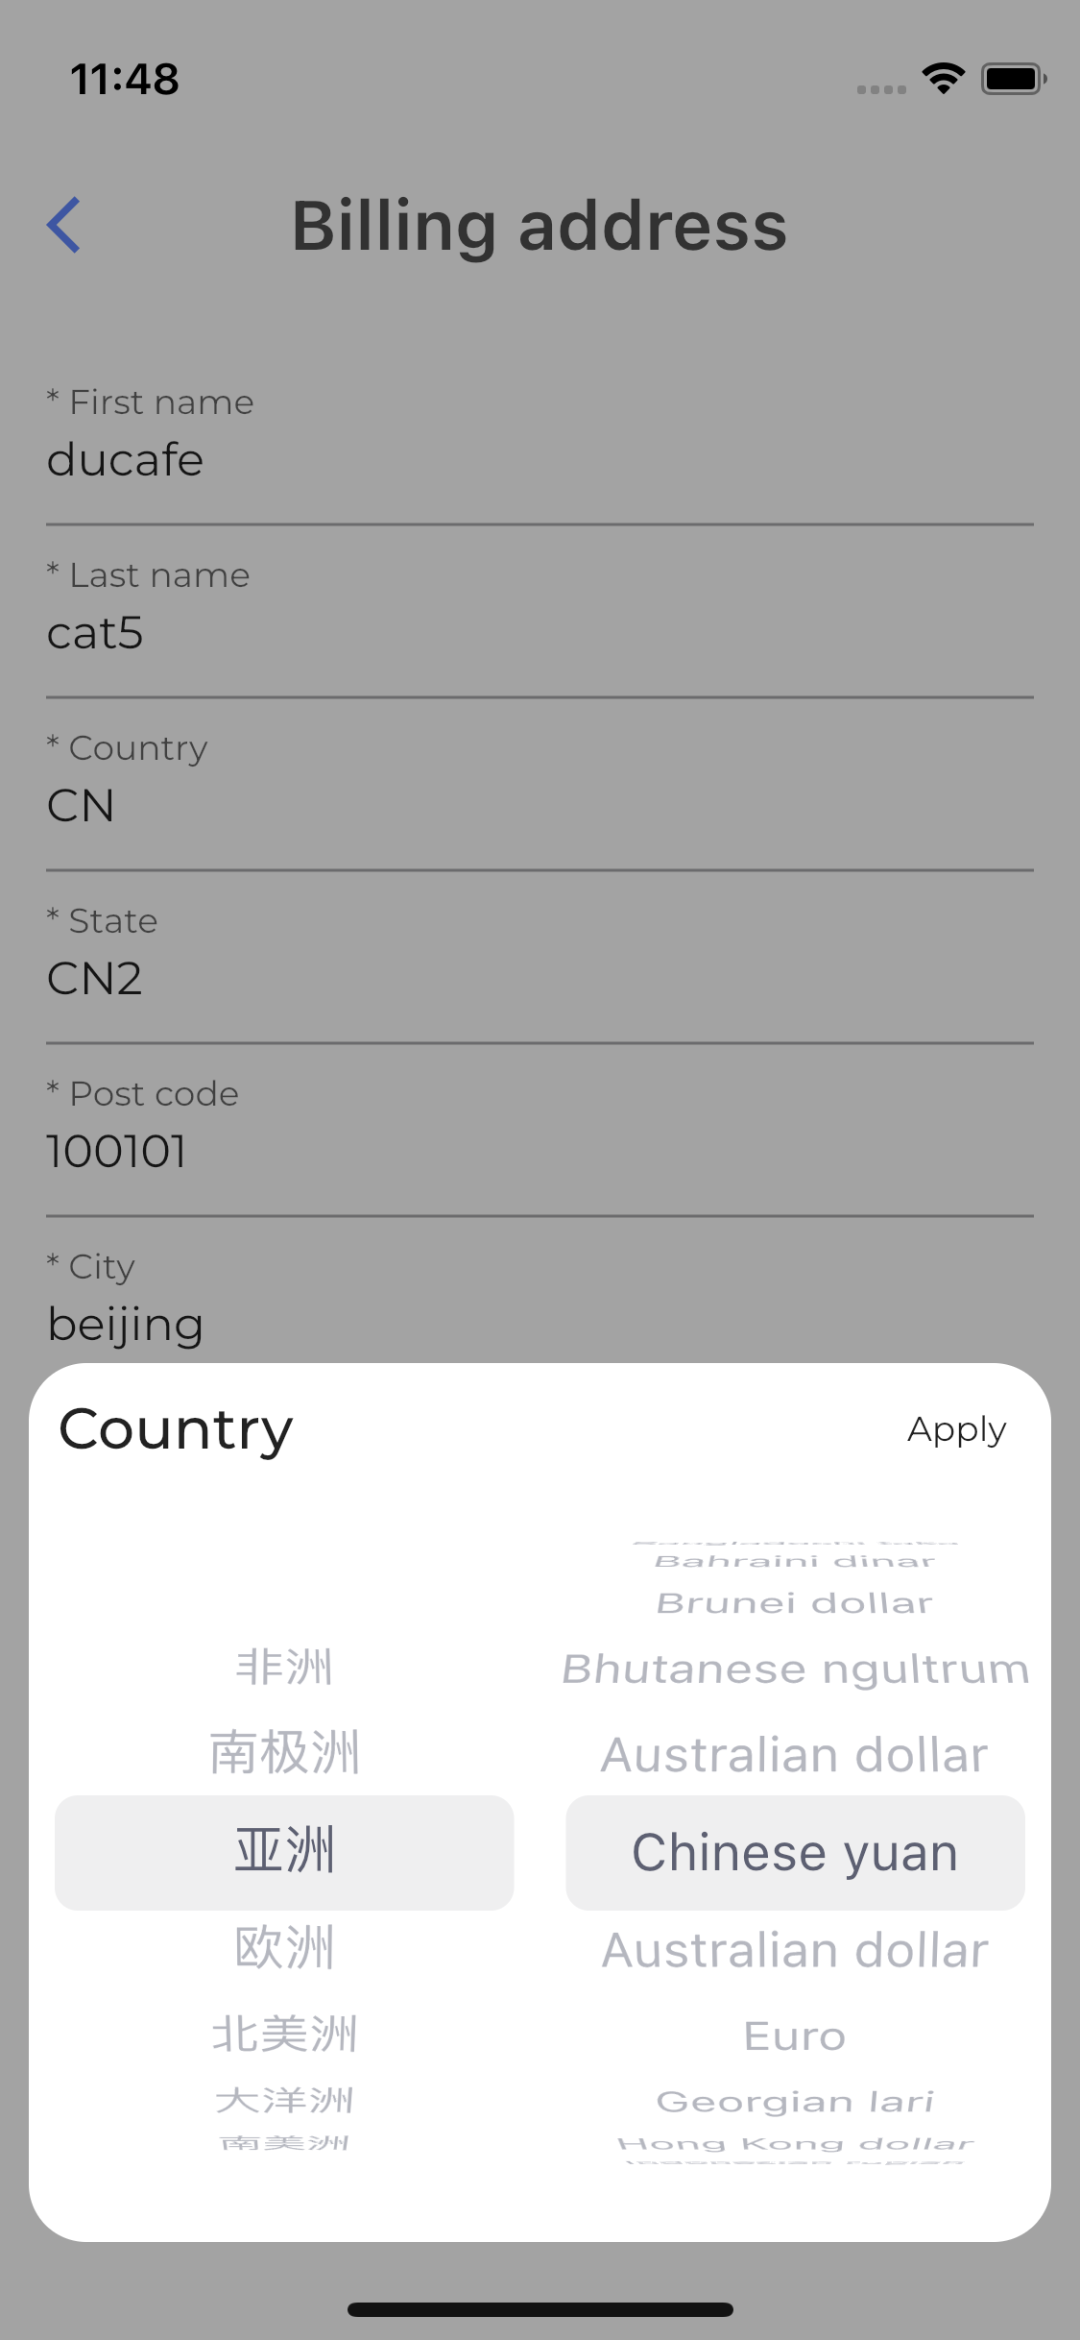 11:48
Billing address
* First name
ducafe
* Last name
cat5
* Country
CN
* State
CN2
* Post code
100101
* City
beijing
Country
Apply
Bahraini dinar
Brunei dollar
非洲
Bhutanese ngultrum
南极洲
Australian dollar
亚洲
Chinese yuan
欧洲
Australian dollar
北美洲
Euro
大洋洲
Georgian lari
南美洲
Hong Kong dollar